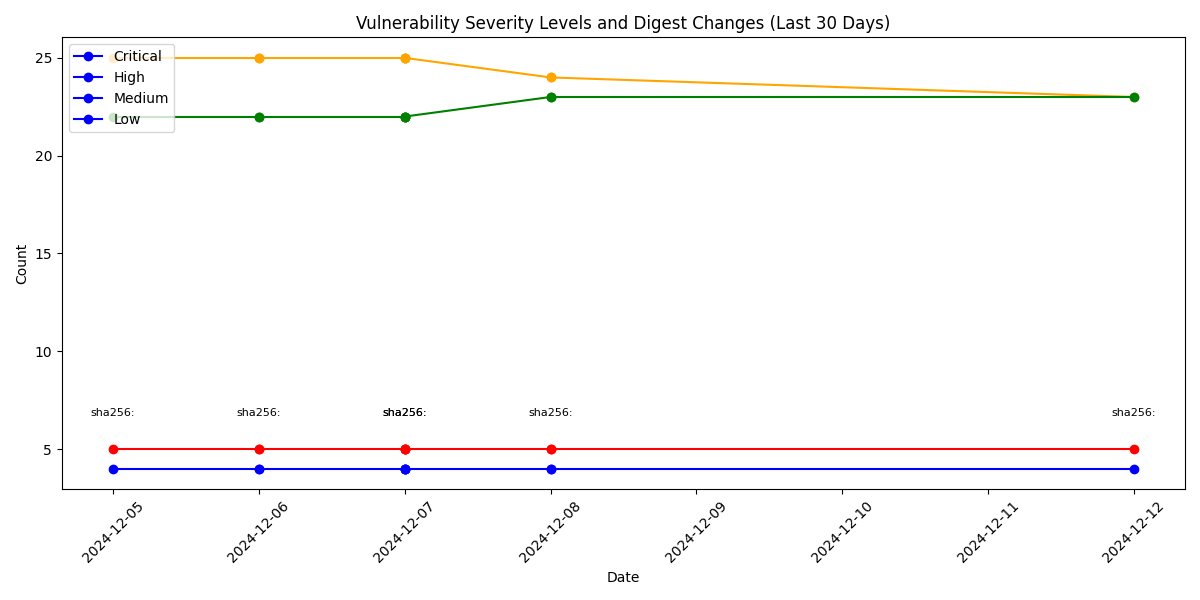 Vulnerability Severity Levels and Digest Changes (Last 30 Days)
Critical
High
Medium
Low
25
20
15
10
5
Count
sha256:
sha256:
sha256:
sha256:
sha256:
2024-12-05
2024-12-06
2024-12-07
2024-12-08
2024-12-09
2024-12-10
2024-12-11
2024-12-12
Date